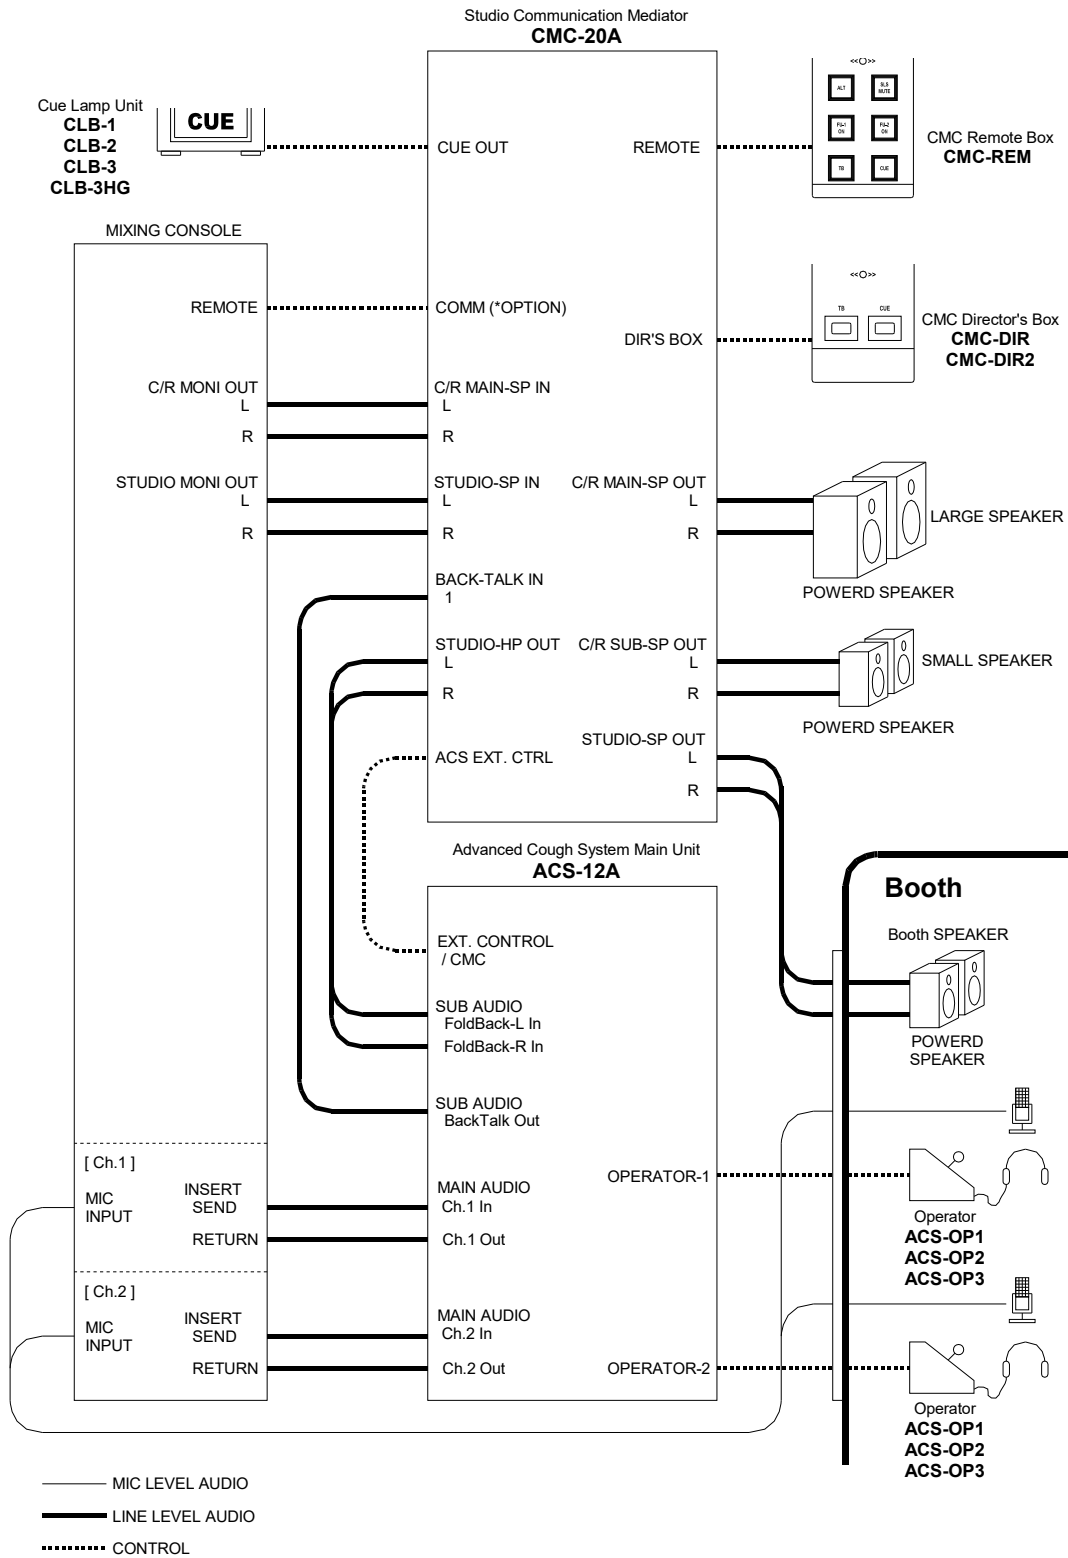 Studio Communication Mediator
CMC-20A
Cue Lamp Unit
CLB-1
CLB-2
CLB-3
CLB-3HG
CUE
CUE OUT
REMOTE
<<O>>
ALT
SLS MUTE
FU-1 ON
FU-2 ON
TB
CUE
CMC Remote Box
CMC-REM
MIXING CONSOLE
REMOTE
COMM (*OPTION)
DIR'S BOX
<<O>>
TB
CUE
CMC Director's Box
CMC-DIR
CMC-DIR2
C/R MONI OUT
L
R
C/R MAIN-SP IN
L
R
STUDIO MONI OUT
L
R
STUDIO-SP IN
L
R
C/R MAIN-SP OUT
L
R
LARGE SPEAKER
POWERD SPEAKER
BACK-TALK IN
1
STUDIO-HP OUT
L
R
C/R SUB-SP OUT
L
R
SMALL SPEAKER
POWERD SPEAKER
STUDIO-SP OUT
L
R
ACS EXT. CTRL
Advanced Cough System Main Unit
ACS-12A
Booth
Booth SPEAKER
POWERD
SPEAKER
EXT. CONTROL
/ CMC
SUB AUDIO
FoldBack-L In
FoldBack-R In
SUB AUDIO
BackTalk Out
[ Ch.1 ]
MIC
INPUT
INSERT
SEND
RETURN
MAIN AUDIO
Ch.1 In
Ch.1 Out
OPERATOR-1
Operator
ACS-OP1
ACS-OP2
ACS-OP3
[ Ch.2 ]
MIC
INPUT
INSERT
SEND
RETURN
MAIN AUDIO
Ch.2 In
Ch.2 Out
OPERATOR-2
Operator
ACS-OP1
ACS-OP2
ACS-OP3
MIC LEVEL AUDIO
LINE LEVEL AUDIO
CONTROL